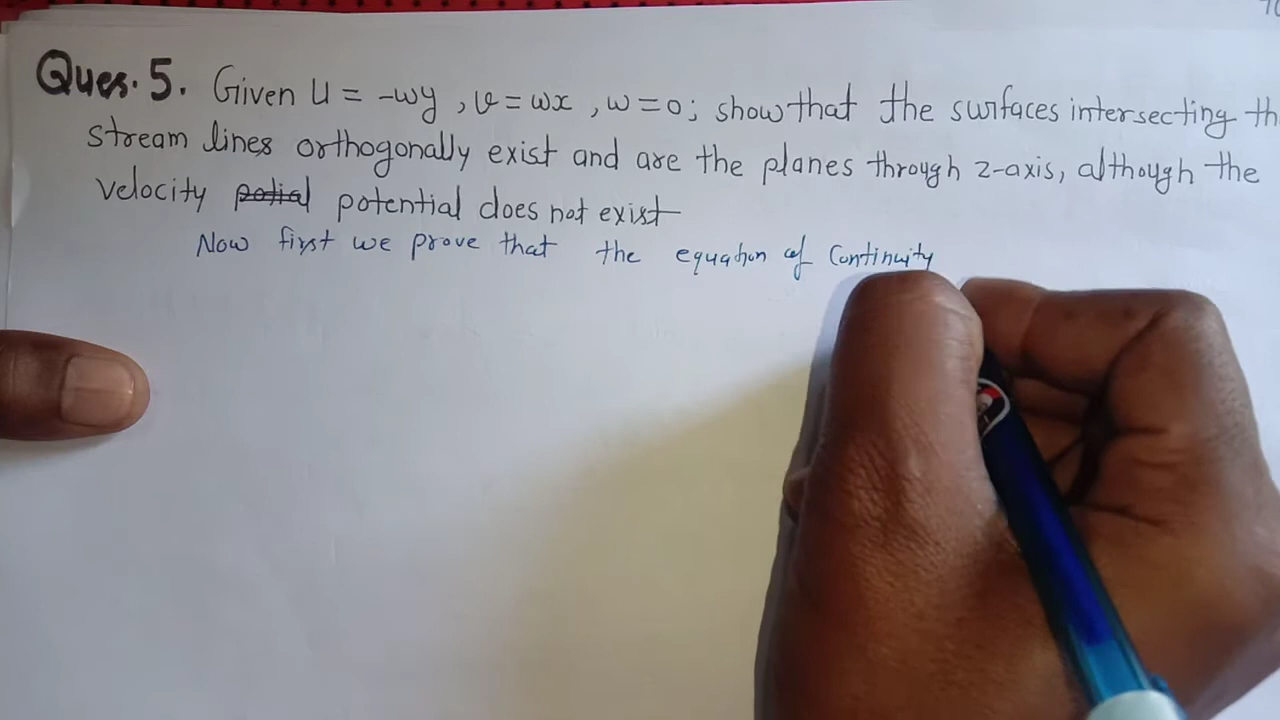 Ques. 5. Given U = -wy , v = wx , w = 0; show that the surfaces intersecting th
stream lines orthogonally exist and are the planes through z-axis, although the
velocity potential does not exist
Now first we prove that the equation of Continuity